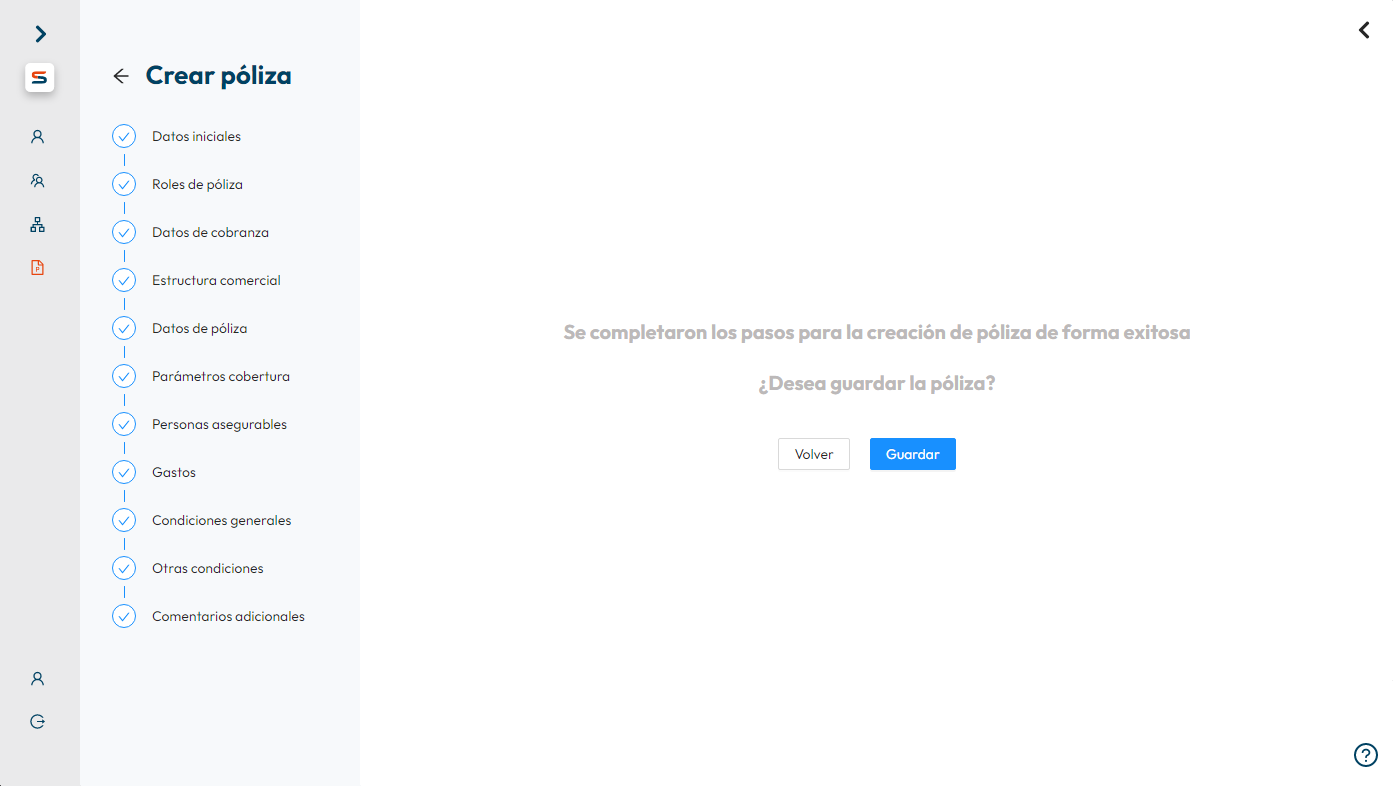 Crear póliza
Datos iniciales
Roles de póliza
Datos de cobranza
Estructura comercial
Datos de póliza
Parámetros cobertura
Personas asegurables
Gastos
Condiciones generales
Otras condiciones
Comentarios adicionales
Se completaron los pasos para la creación de póliza de forma exitosa
¿Desea guardar la póliza?
Volver
Guardar